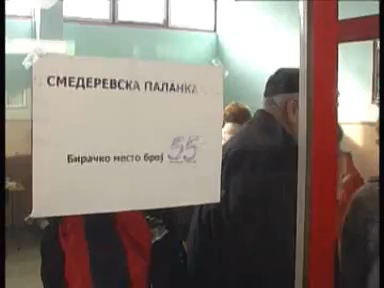 СМЕДЕРЕВСКА ПАЛАНКА
Бирачко место број 55